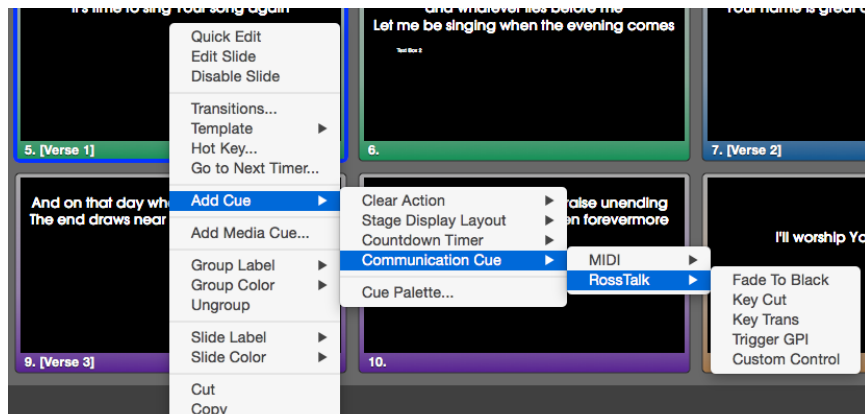 It's time to sing Your song again
and whatever lies before me
Let me be singing when the evening comes
Text Box 2
Your name is great
5. [Verse 1]
6.
7. [Verse 2]
And on that day
The end draws near
raise unending
forevermore
I'll worship
9. [Verse 3]
10.
Quick Edit
Edit Slide
Disable Slide
Transitions...
Template
Hot Key...
Go to Next Timer...
Add Cue
Add Media Cue...
Group Label
Group Color
Ungroup
Slide Label
Slide Color
Cut
Copy
Clear Action
Stage Display Layout
Countdown Timer
Communication Cue
Cue Palette...
MIDI
RossTalk
Fade To Black
Key Cut
Key Trans
Trigger GPI
Custom Control